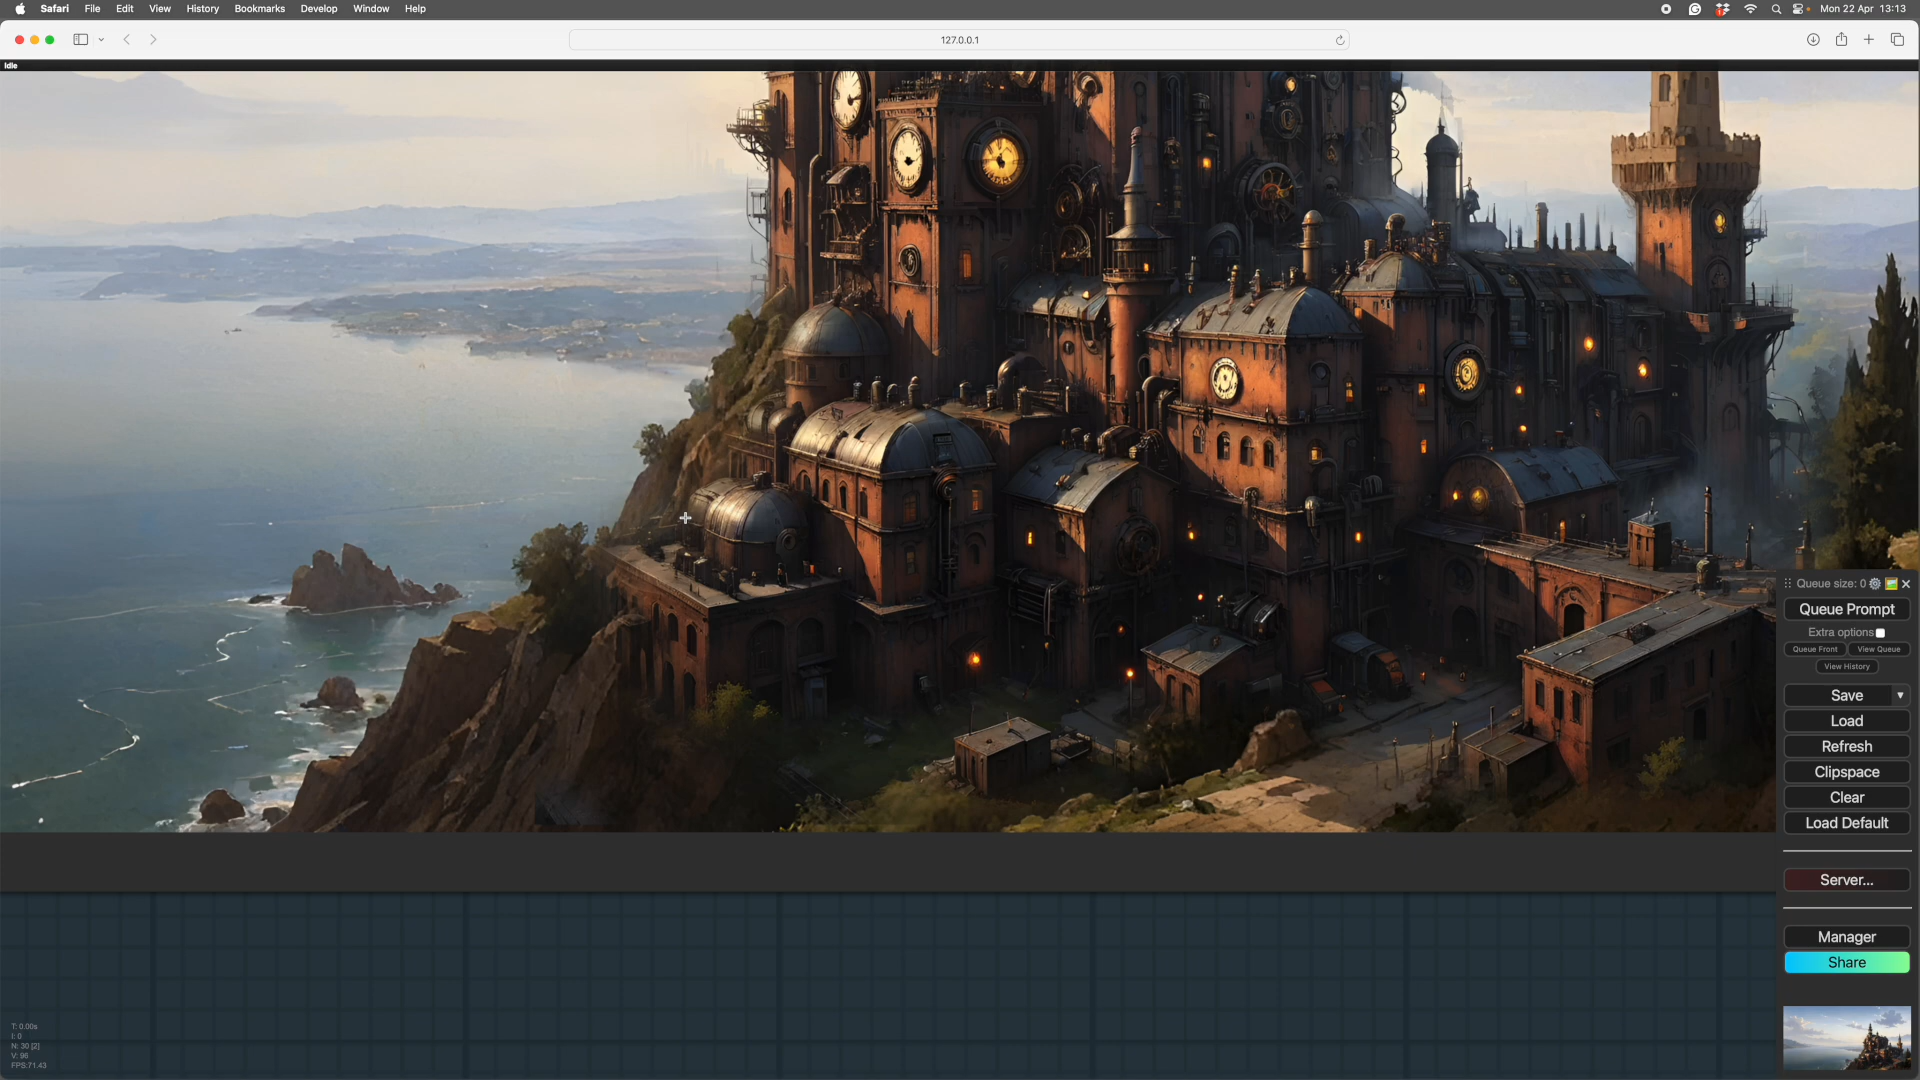 Safari File Edit View History Bookmarks Develop Window Help
Mon 22 Apr 13:13
127.0.0.1
Idle
Queue size: 0
Queue Prompt
Extra options
Queue Front View Queue
View History
Save ▼
Load
Refresh
Clipspace
Clear
Load Default
Server...
Manager
Share
T: 0.00s
I: 0
N: 30 [2]
V: 96
FPS:71.43